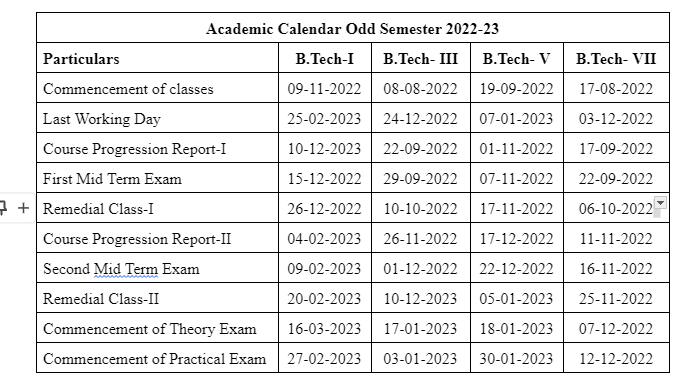 Academic Calendar Odd Semester 2022-23
Particulars B.Tech-I B.Tech- III B.Tech- V B.Tech- VII
Commencement of classes 09-11-2022 08-08-2022 19-09-2022 17-08-2022
Last Working Day 25-02-2023 24-12-2022 07-01-2023 03-12-2022
Course Progression Report-I 10-12-2023 22-09-2022 01-11-2022 17-09-2022
First Mid Term Exam 15-12-2022 29-09-2022 07-11-2022 22-09-2022
Remedial Class-I 26-12-2022 10-10-2022 17-11-2022 06-10-2022
Course Progression Report-II 04-02-2023 26-11-2022 17-12-2022 11-11-2022
Second Mid Term Exam 09-02-2023 01-12-2022 22-12-2022 16-11-2022
Remedial Class-II 20-02-2023 10-12-2023 05-01-2023 25-11-2022
Commencement of Theory Exam 16-03-2023 17-01-2023 18-01-2023 07-12-2022
Commencement of Practical Exam 27-02-2023 03-01-2023 30-01-2023 12-12-2022